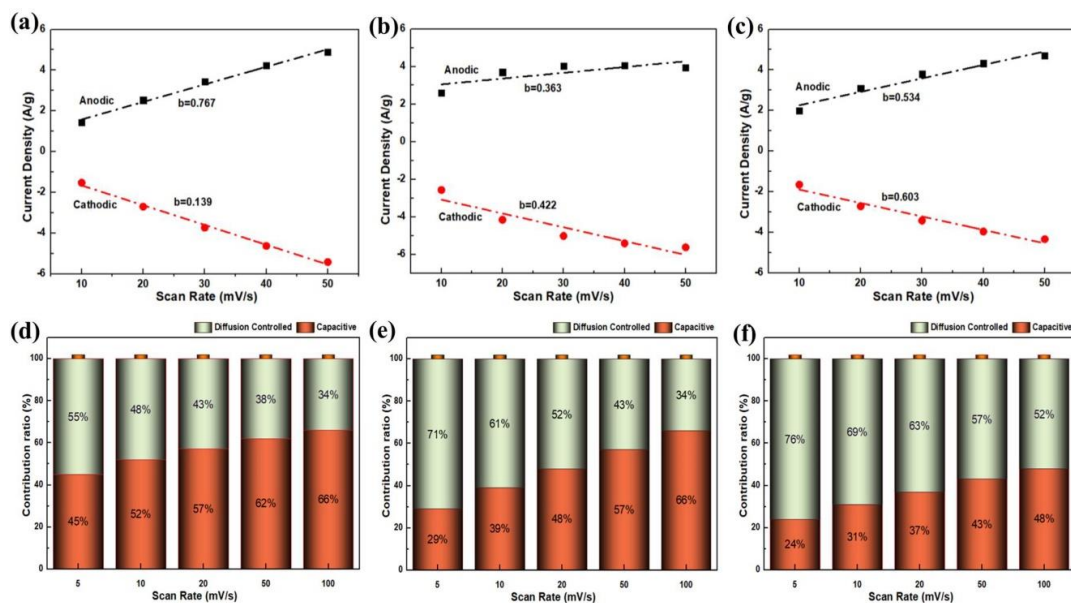 (a)
6
4
2
0
-2
-4
-6
Current Density (A/g)
Anodic
b=0.767
Cathodic
b=0.139
10 20 30 40 50
Scan Rate (mV/s)
(b)
6
4
2
0
-2
-4
-6
Current Density (A/g)
Anodic
b=0.363
b=0.422
Cathodic
10 20 30 40 50
Scan Rate (mV/s)
(c)
6
4
2
0
-2
-4
-6
Current Density (A/g)
Anodic
b=0.534
b=0.603
Cathodic
10 20 30 40 50
Scan Rate (mV/s)
(d)
Diffusion Controlled Capacitive
100
80
60
40
20
0
Contribution ratio (%)
55% 48% 43% 38% 34%
45% 52% 57% 62% 66%
5 10 20 50 100
Scan Rate (mV/s)
(e)
Diffusion Controlled Capacitive
100
80
60
40
20
0
Contribution ratio (%)
71% 61% 52% 43% 34%
29% 39% 48% 57% 66%
5 10 20 50 100
Scan Rate (mV/s)
(f)
Diffusion Controlled Capacitive
100
80
60
40
20
0
Contribution ratio (%)
76% 69% 63% 57% 52%
24% 31% 37% 43% 48%
5 10 20 50 100
Scan Rate (mV/s)